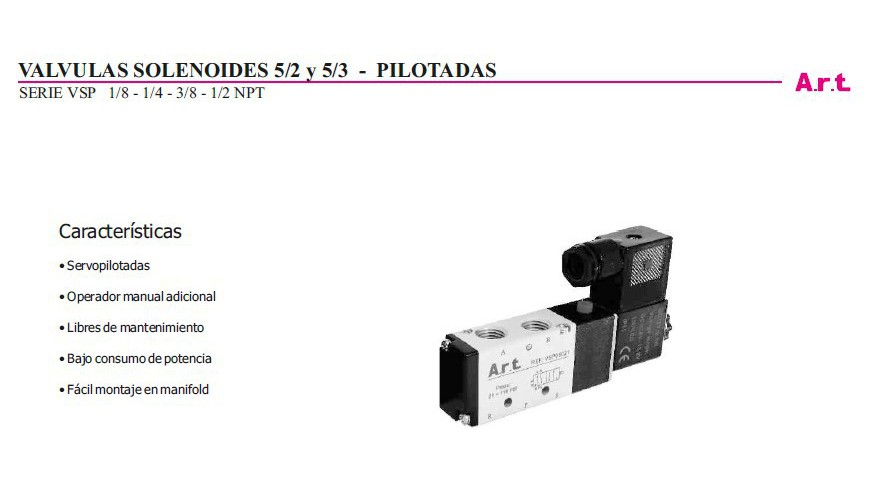 VALVULAS SOLENOIDES 5/2 y 5/3 - PILOTADAS
SERIE VSP 1/8 - 1/4 - 3/8 - 1/2 NPT
A.r.t.
Características
• Servopilotadas
• Operador manual adicional
• Libres de mantenimiento
• Bajo consumo de potencia
• Fácil montaje en manifold
A B
A.r.t.
R P
CE